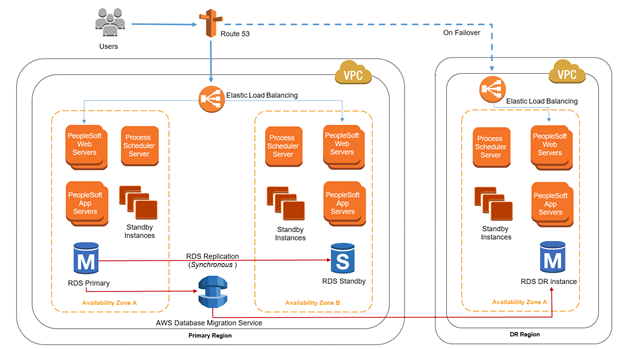 Users
Route 53
On Failover
VPC
VPC
Elastic Load Balancing
Elastic Load Balancing
PeopleSoft
Web
Servers
Process
Scheduler
Server
Process
Scheduler
Server
PeopleSoft
Web
Servers
Process
Scheduler
Server
PeopleSoft
Web
Servers
PeopleSoft
App
Servers
Standby
Instances
Standby
Instances
PeopleSoft
App
Servers
Standby
Instances
PeopleSoft
App
Servers
M
RDS Primary
RDS Replication
(Synchronous )
S
RDS Standby
M
RDS DR instance
Availability Zone A
Availability Zone B
Availability Zone A
AWS Database Migration Service
Primary Region
DR Region